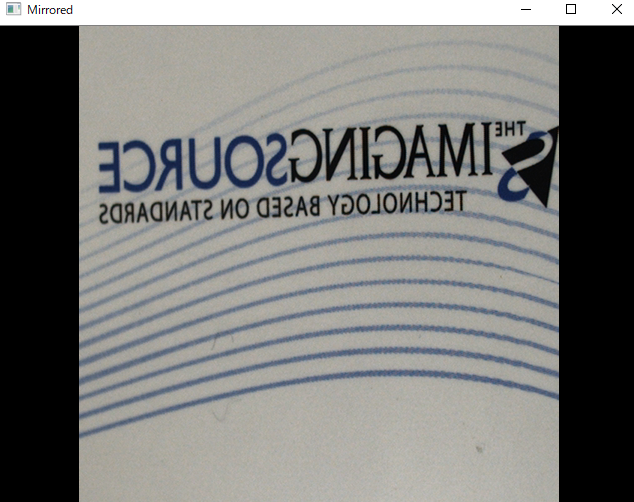 Mirrored
THE IMAGINGSOURCE
TECHNOLOGY BASED ON STANDARDS